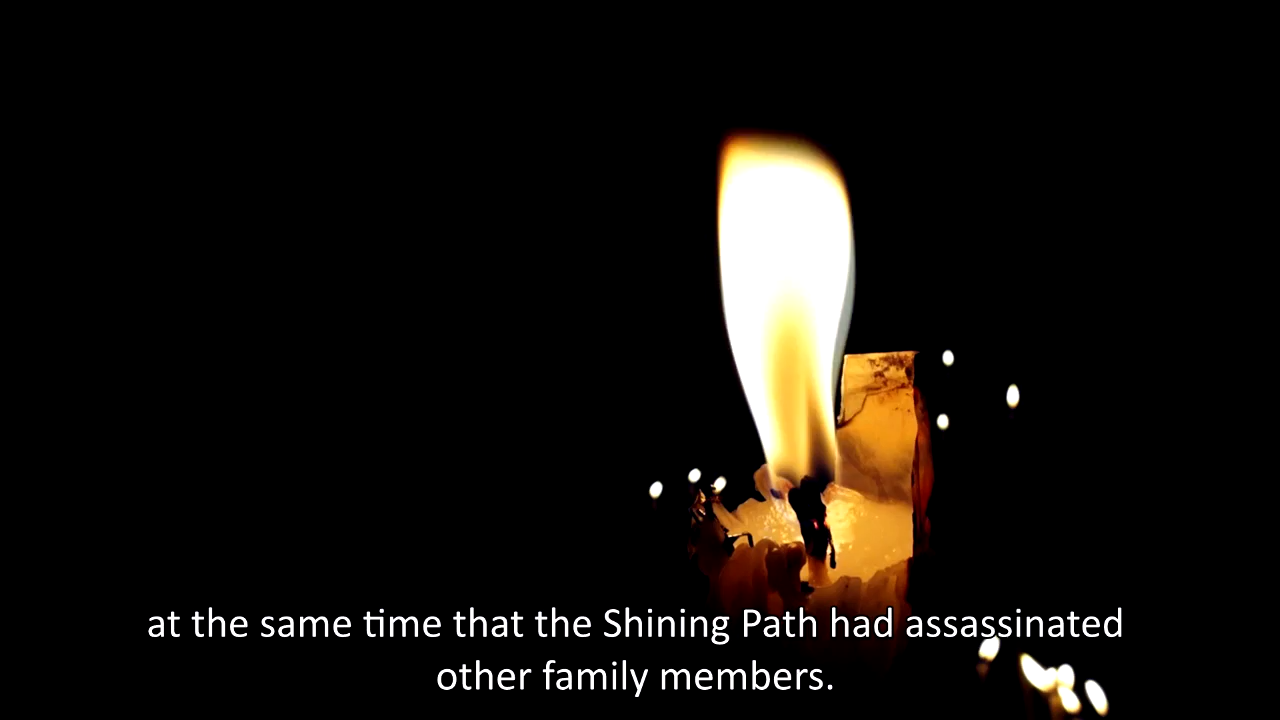 at the same time that the Shining Path had assassinated
other family members.